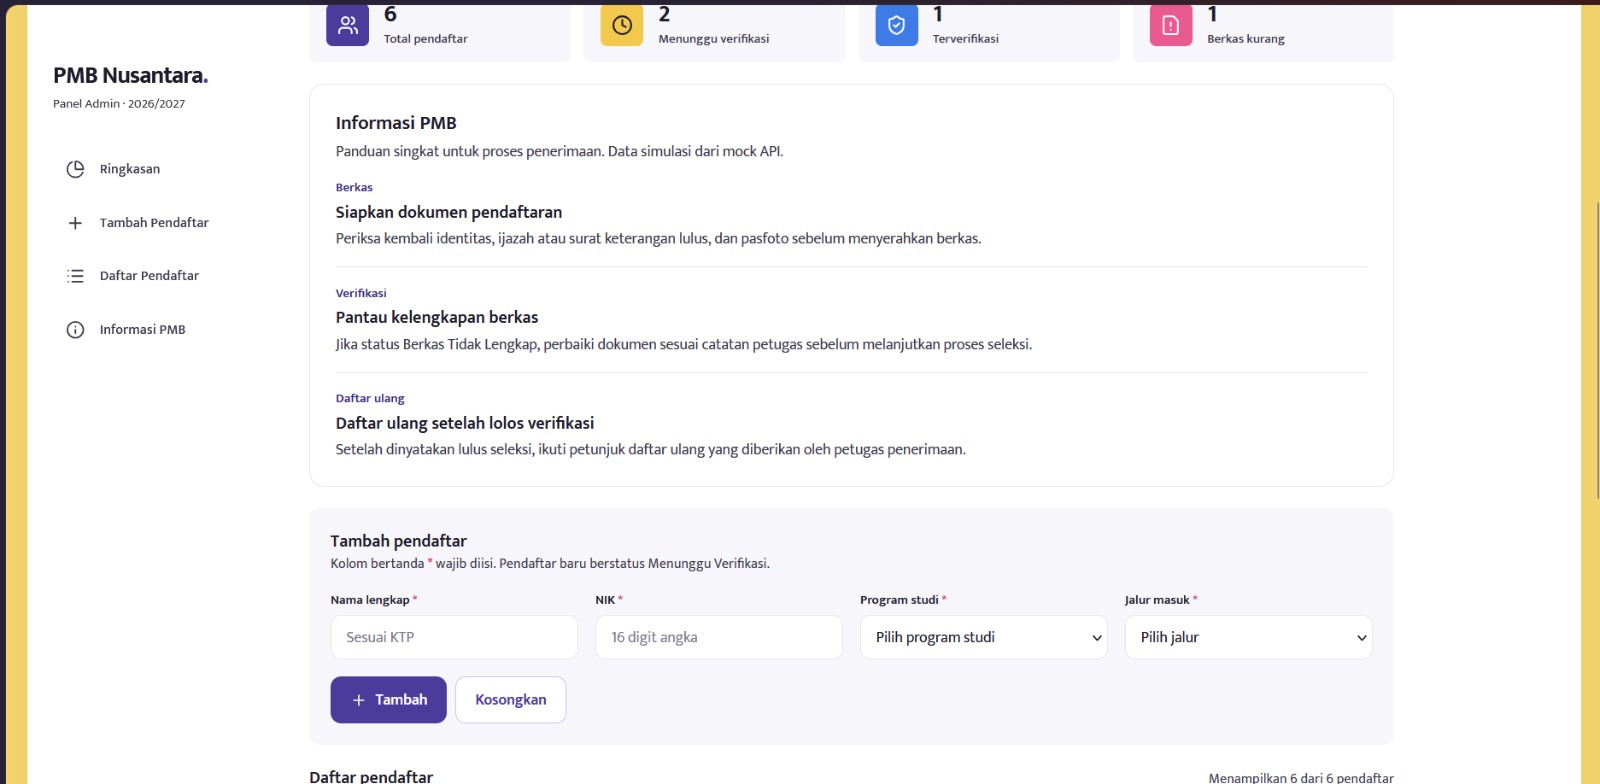 PMB Nusantara.
Panel Admin · 2026/2027
Ringkasan
Tambah Pendaftar
Daftar Pendaftar
Informasi PMB
6
Total pendaftar
2
Menunggu verifikasi
1
Terverifikasi
1
Berkas kurang
Informasi PMB
Panduan singkat untuk proses penerimaan. Data simulasi dari mock API.
Berkas
Siapkan dokumen pendaftaran
Periksa kembali identitas, ijazah atau surat keterangan lulus, dan pasfoto sebelum menyerahkan berkas.
Verifikasi
Pantau kelengkapan berkas
Jika status Berkas Tidak Lengkap, perbaiki dokumen sesuai catatan petugas sebelum melanjutkan proses seleksi.
Daftar ulang
Daftar ulang setelah lolos verifikasi
Setelah dinyatakan lulus seleksi, ikuti petunjuk daftar ulang yang diberikan oleh petugas penerimaan.
Tambah pendaftar
Kolom bertanda * wajib diisi. Pendaftar baru berstatus Menunggu Verifikasi.
Nama lengkap *
Sesuai KTP
NIK *
16 digit angka
Program studi *
Pilih program studi
Jalur masuk *
Pilih jalur
+ Tambah
Kosongkan
Daftar pendaftar
Menampilkan 6 dari 6 pendaftar